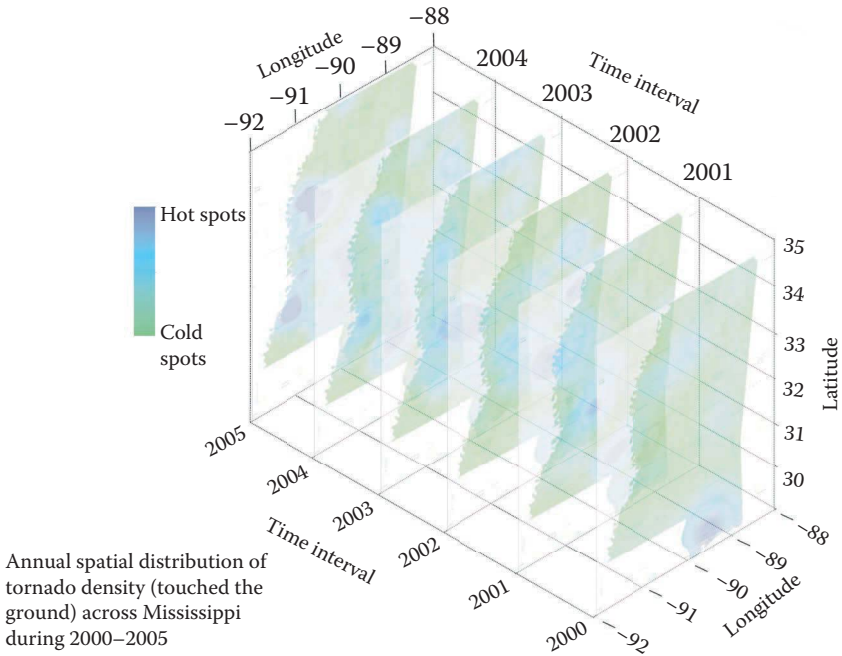 −88
Longitude
−89
−90
−91
−92
2004
Time interval
2003
2002
2001
Hot spots
Cold
spots
35
34
33
32
31
30
Latitude
2005
2004
2003
2002
2001
2000
Time interval
−88
−89
−90
−91
−92
Longitude
Annual spatial distribution of
tornado density (touched the
ground) across Mississippi
during 2000–2005